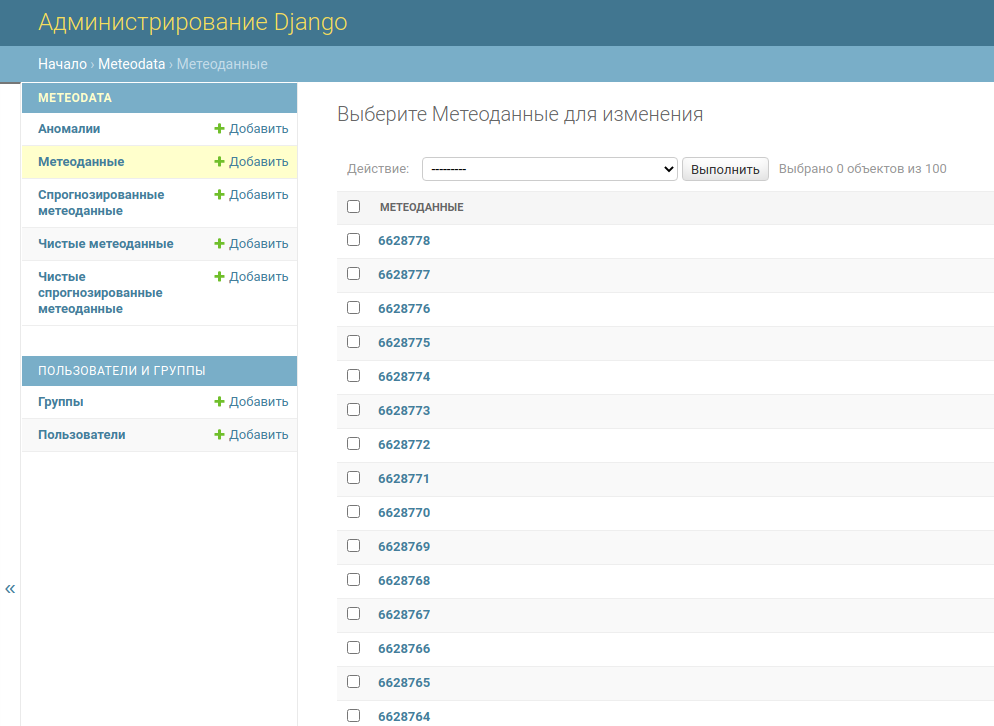 Администрирование Django
Начало › Meteodata › Метеоданные
METEODATA
Аномалии + Добавить
Метеоданные + Добавить
Спрогнозированные + Добавить
метеоданные
Чистые метеоданные + Добавить
Чистые + Добавить
спрогнозированные
метеоданные
ПОЛЬЗОВАТЕЛИ И ГРУППЫ
Группы + Добавить
Пользователи + Добавить
«
Выберите Метеоданные для изменения
Действие: --------- Выполнить Выбрано 0 объектов из 100
МЕТЕОДАННЫЕ
6628778
6628777
6628776
6628775
6628774
6628773
6628772
6628771
6628770
6628769
6628768
6628767
6628766
6628765
6628764